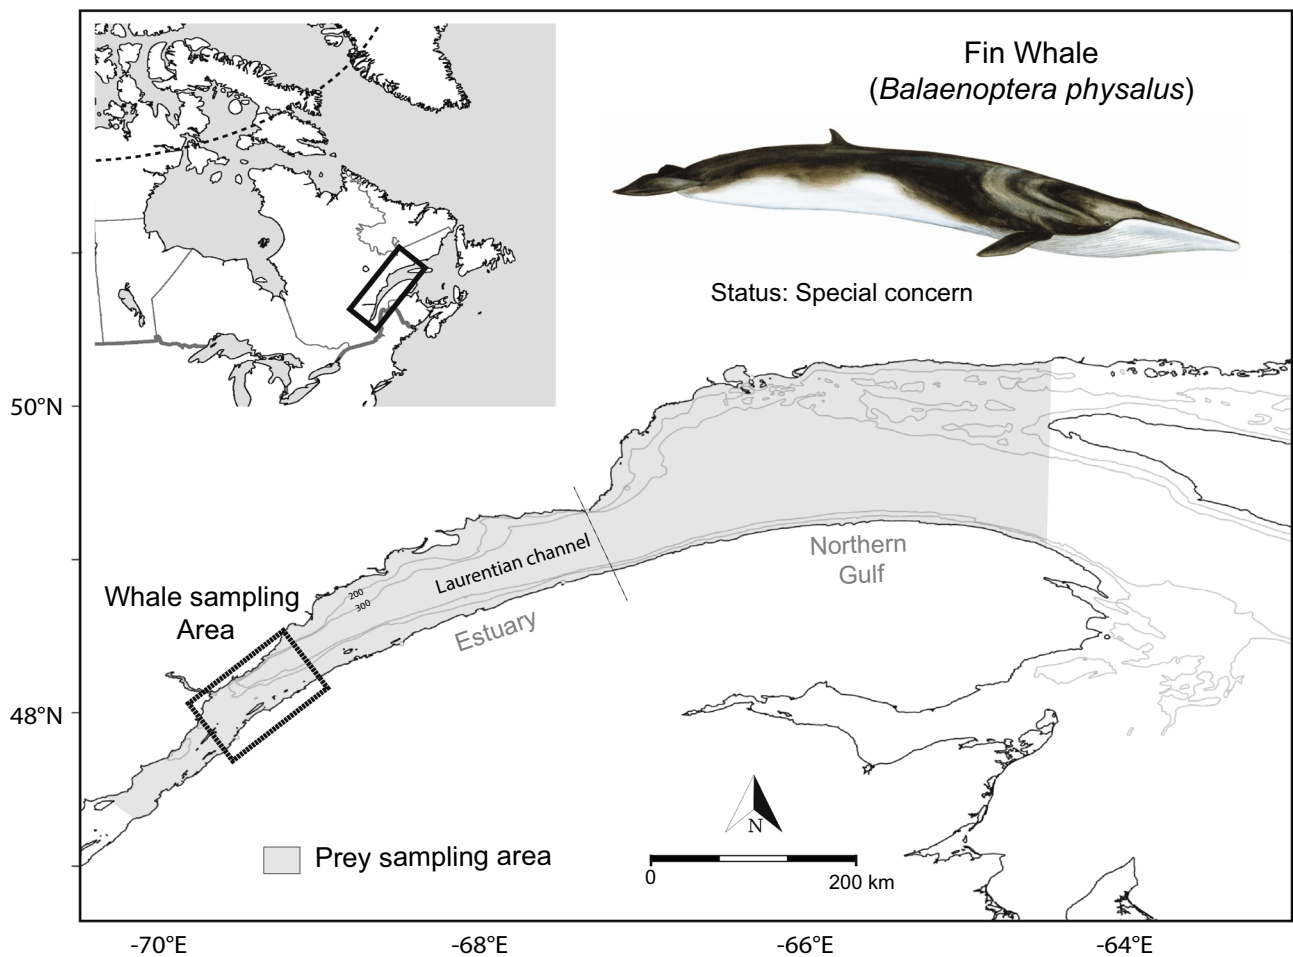 Fin Whale
(Balaenoptera physalus)
Status: Special concern
50°N
48°N
Northern
Gulf
Laurentian channel
Estuary
200
300
Whale sampling
Area
Prey sampling area
N
0
200 km
-70°E
-68°E
-66°E
-64°E